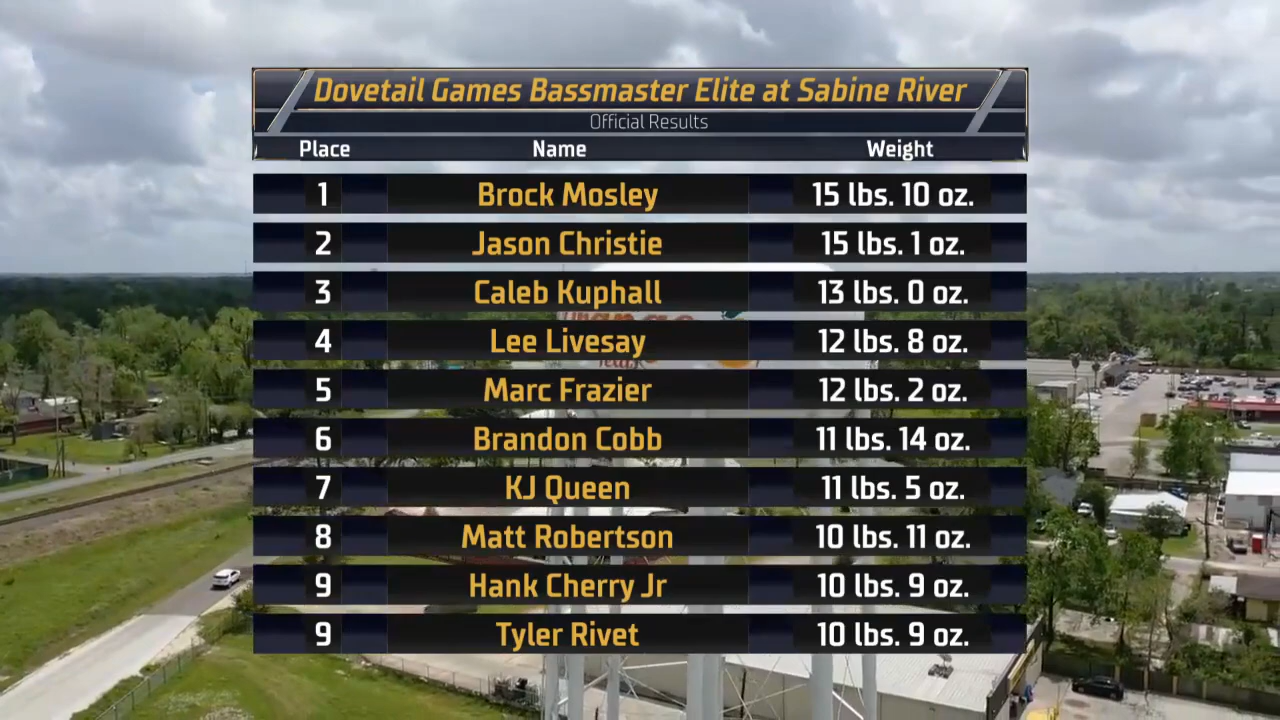 Dovetail Games Bassmaster Elite at Sabine River
Official Results
Place Name Weight
1 Brock Mosley 15 lbs. 10 oz.
2 Jason Christie 15 lbs. 1 oz.
3 Caleb Kuphall 13 lbs. 0 oz.
4 Lee Livesay 12 lbs. 8 oz.
5 Marc Frazier 12 lbs. 2 oz.
6 Brandon Cobb 11 lbs. 14 oz.
7 KJ Queen 11 lbs. 5 oz.
8 Matt Robertson 10 lbs. 11 oz.
9 Hank Cherry Jr 10 lbs. 9 oz.
9 Tyler Rivet 10 lbs. 9 oz.